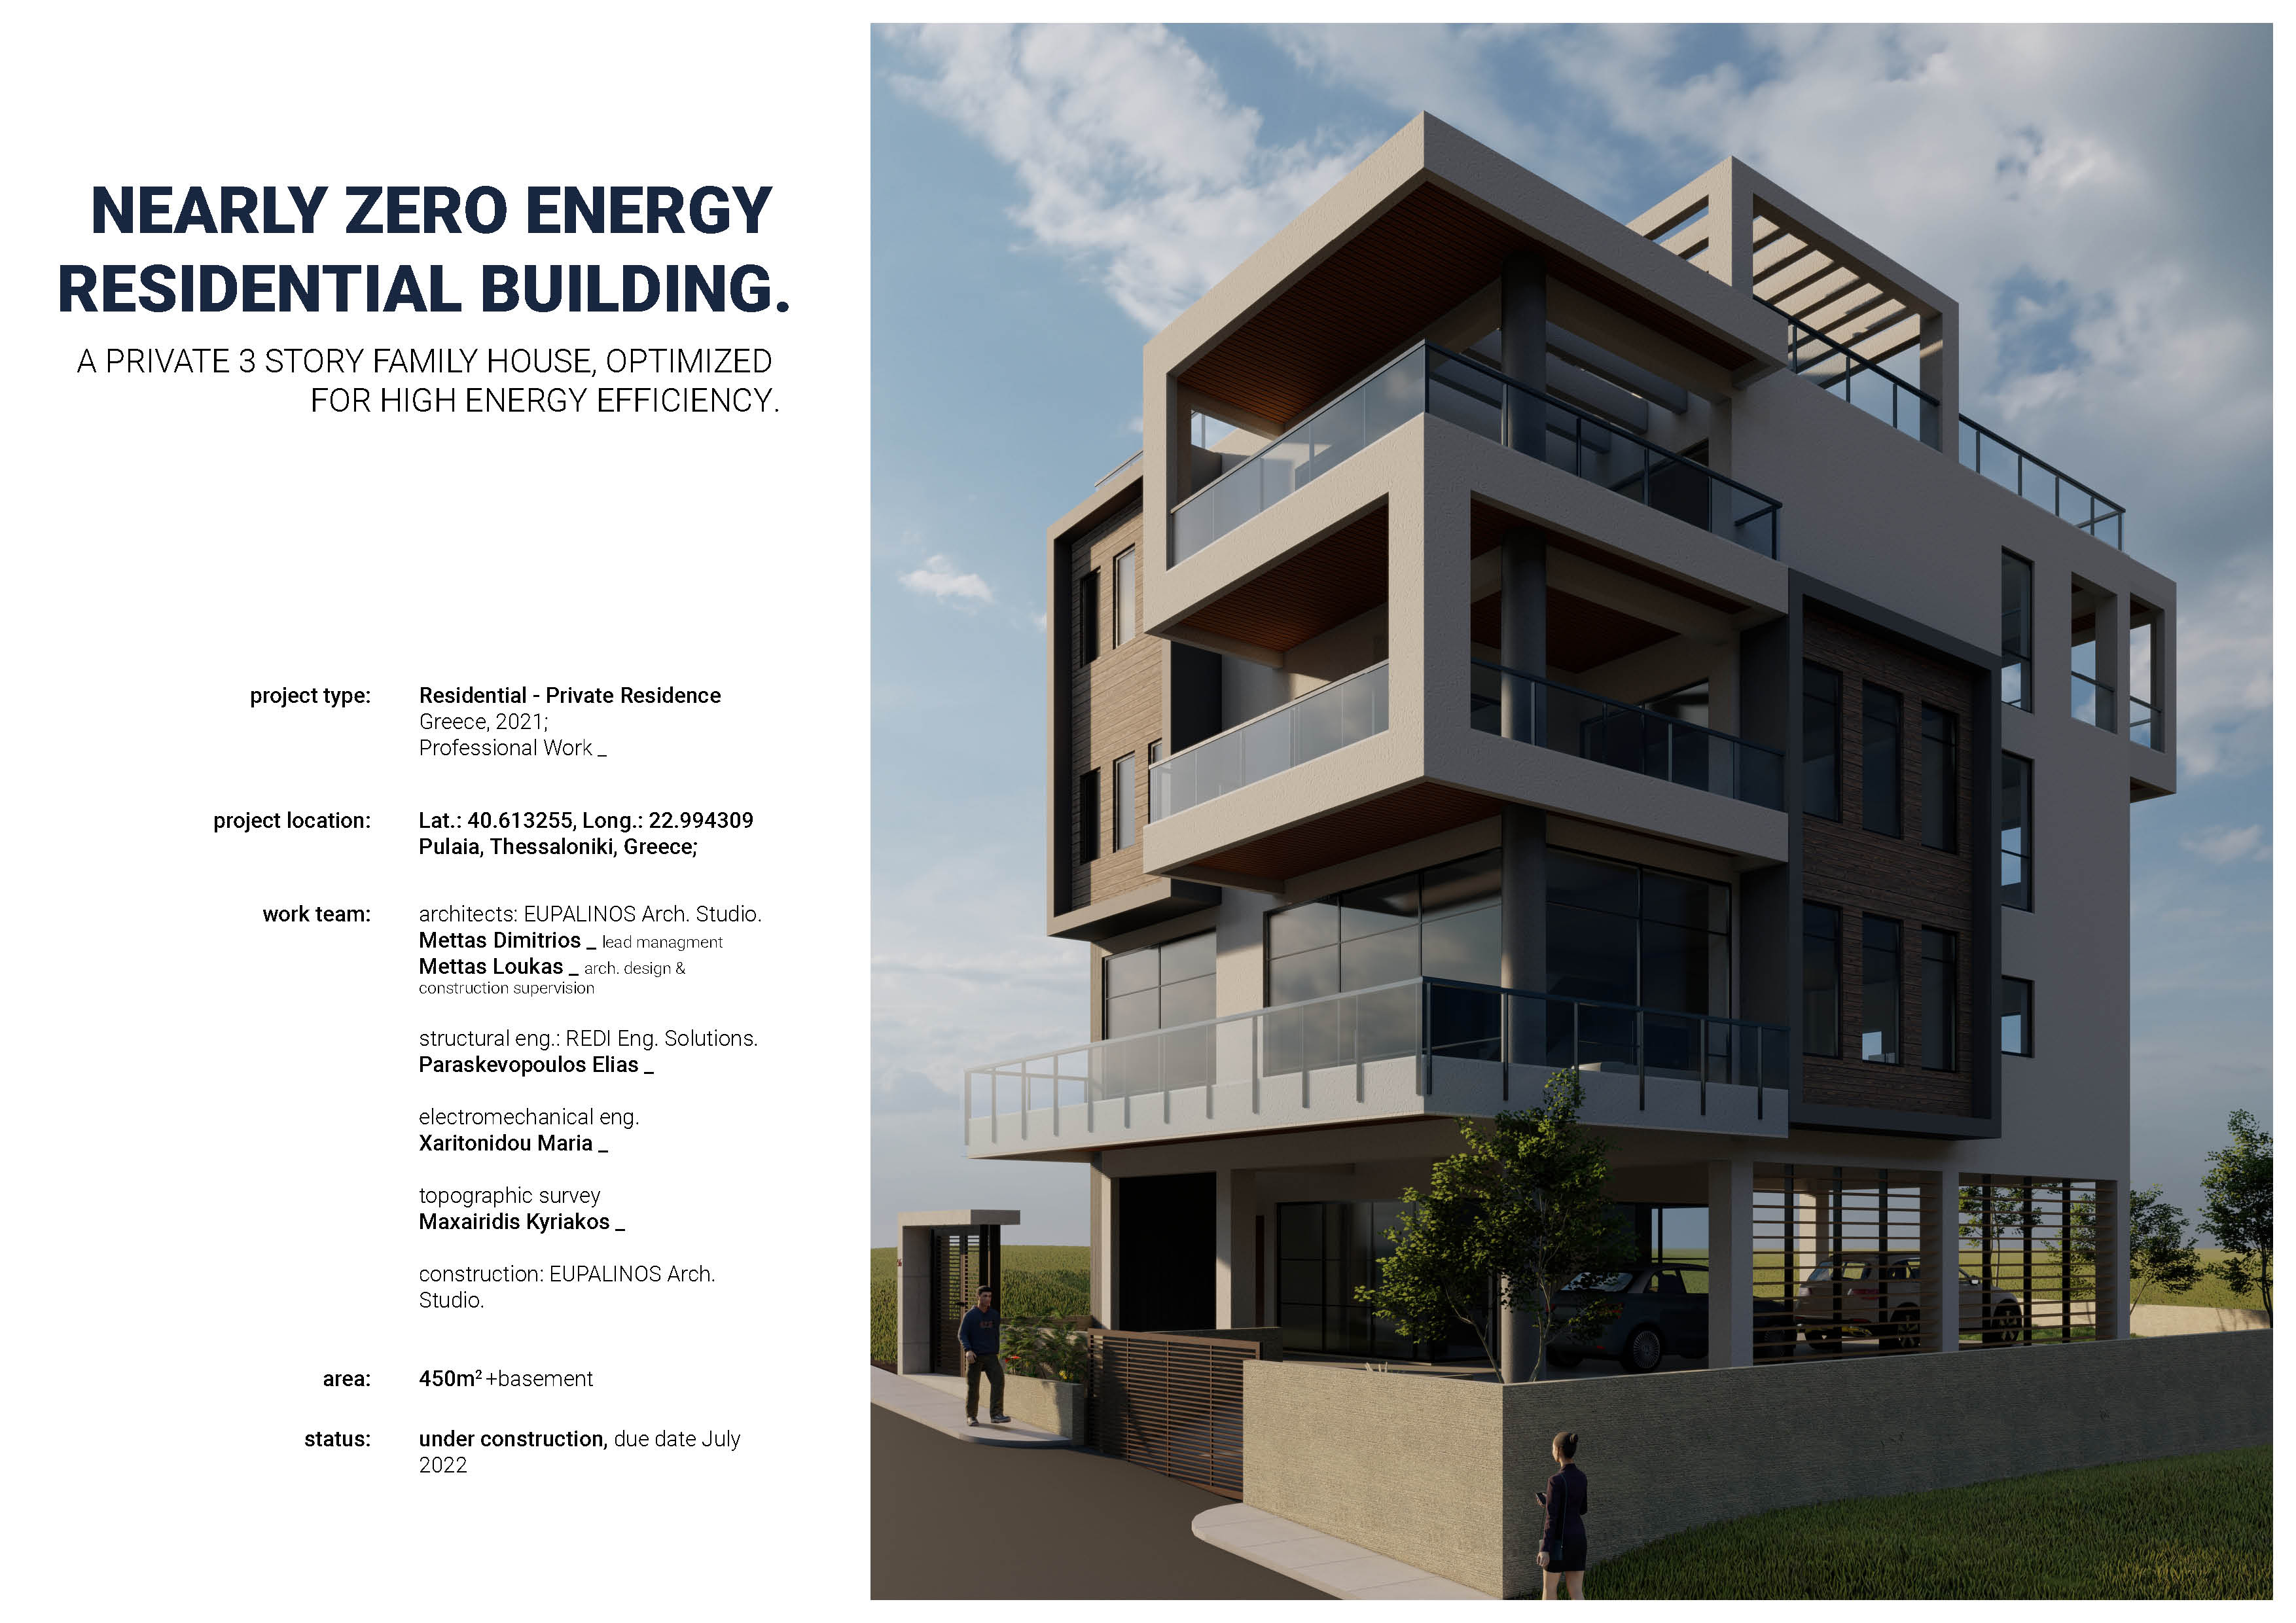 NEARLY ZERO ENERGY
RESIDENTIAL BUILDING.
A PRIVATE 3 STORY FAMILY HOUSE, OPTIMIZED
FOR HIGH ENERGY EFFICIENCY.
project type: Residential - Private Residence
Greece, 2021;
Professional Work _
project location: Lat.: 40.613255, Long.: 22.994309
Pulaia, Thessaloniki, Greece;
work team: architects: EUPALINOS Arch. Studio.
Mettas Dimitrios _ lead managment
Mettas Loukas _ arch. design &
construction supervision
structural eng.: REDI Eng. Solutions.
Paraskevopoulos Elias _
electromechanical eng.
Xaritonidou Maria _
topographic survey
Maxairidis Kyriakos _
construction: EUPALINOS Arch.
Studio.
area: 450m² +basement
status: under construction, due date July
2022